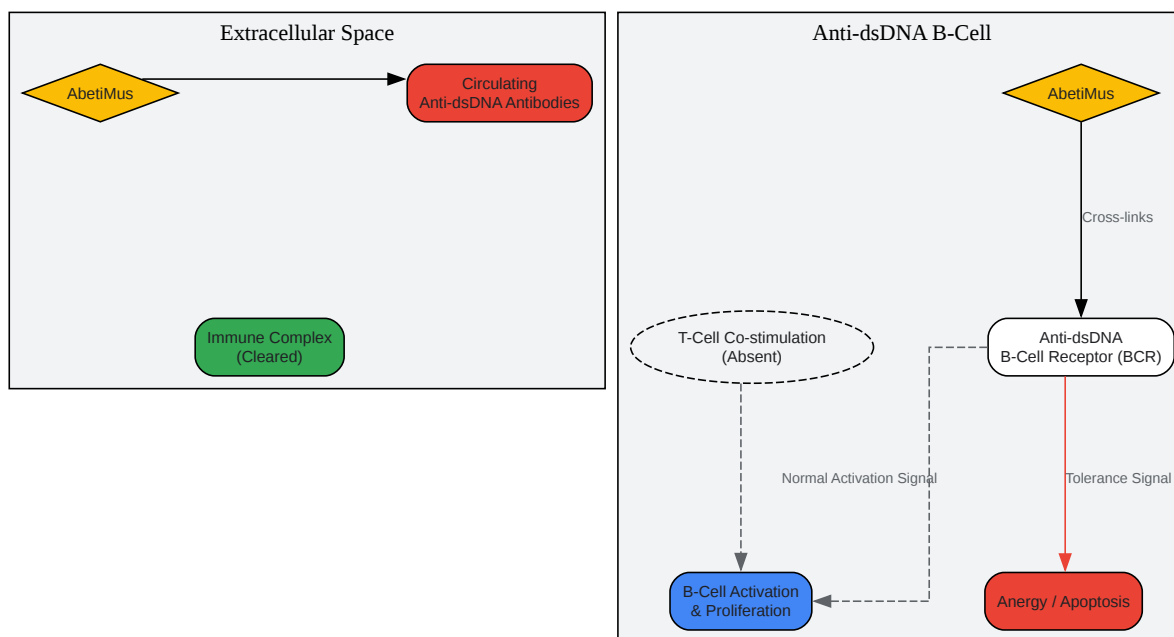 Extracellular Space
AbetiMus
Circulating
Anti-dsDNA Antibodies
Immune Complex
(Cleared)
Anti-dsDNA B-Cell
AbetiMus
Cross-links
T-Cell Co-stimulation
(Absent)
Anti-dsDNA
B-Cell Receptor (BCR)
Normal Activation Signal
Tolerance Signal
B-Cell Activation
& Proliferation
Anergy / Apoptosis